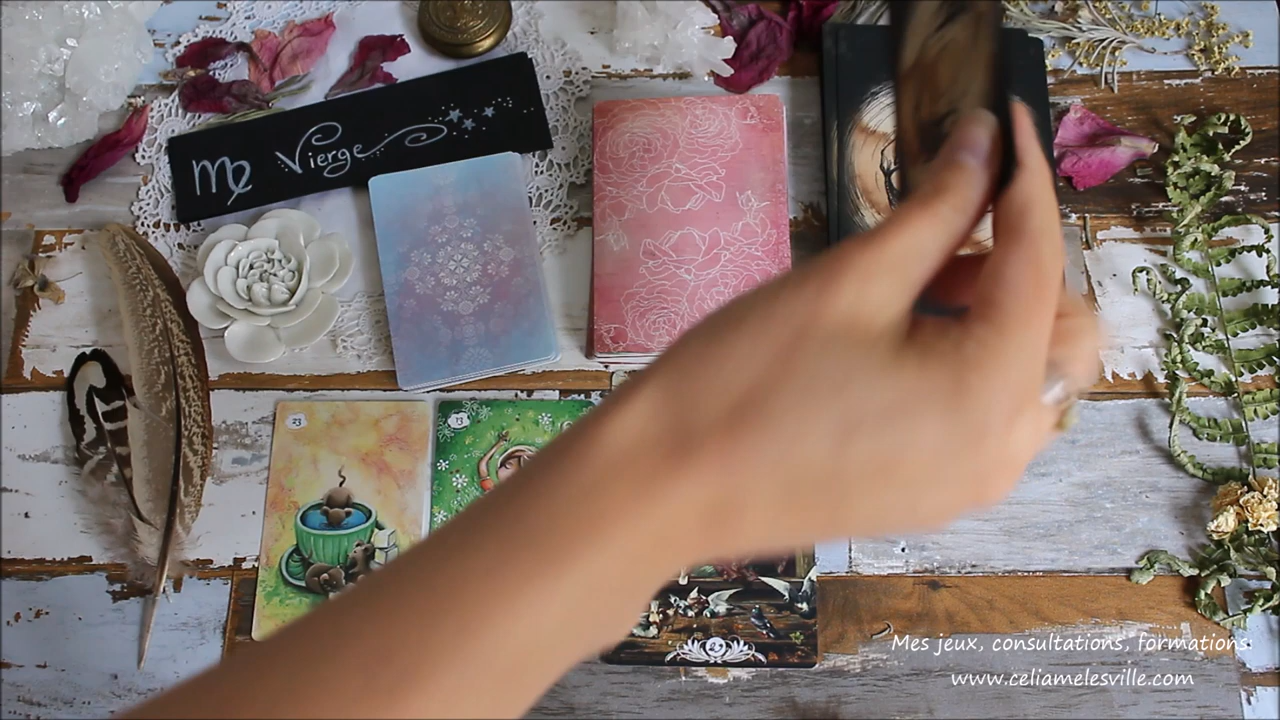 ♍ Vierge
23
13
Mes jeux, consultations, formations:
www.celiamelesville.com